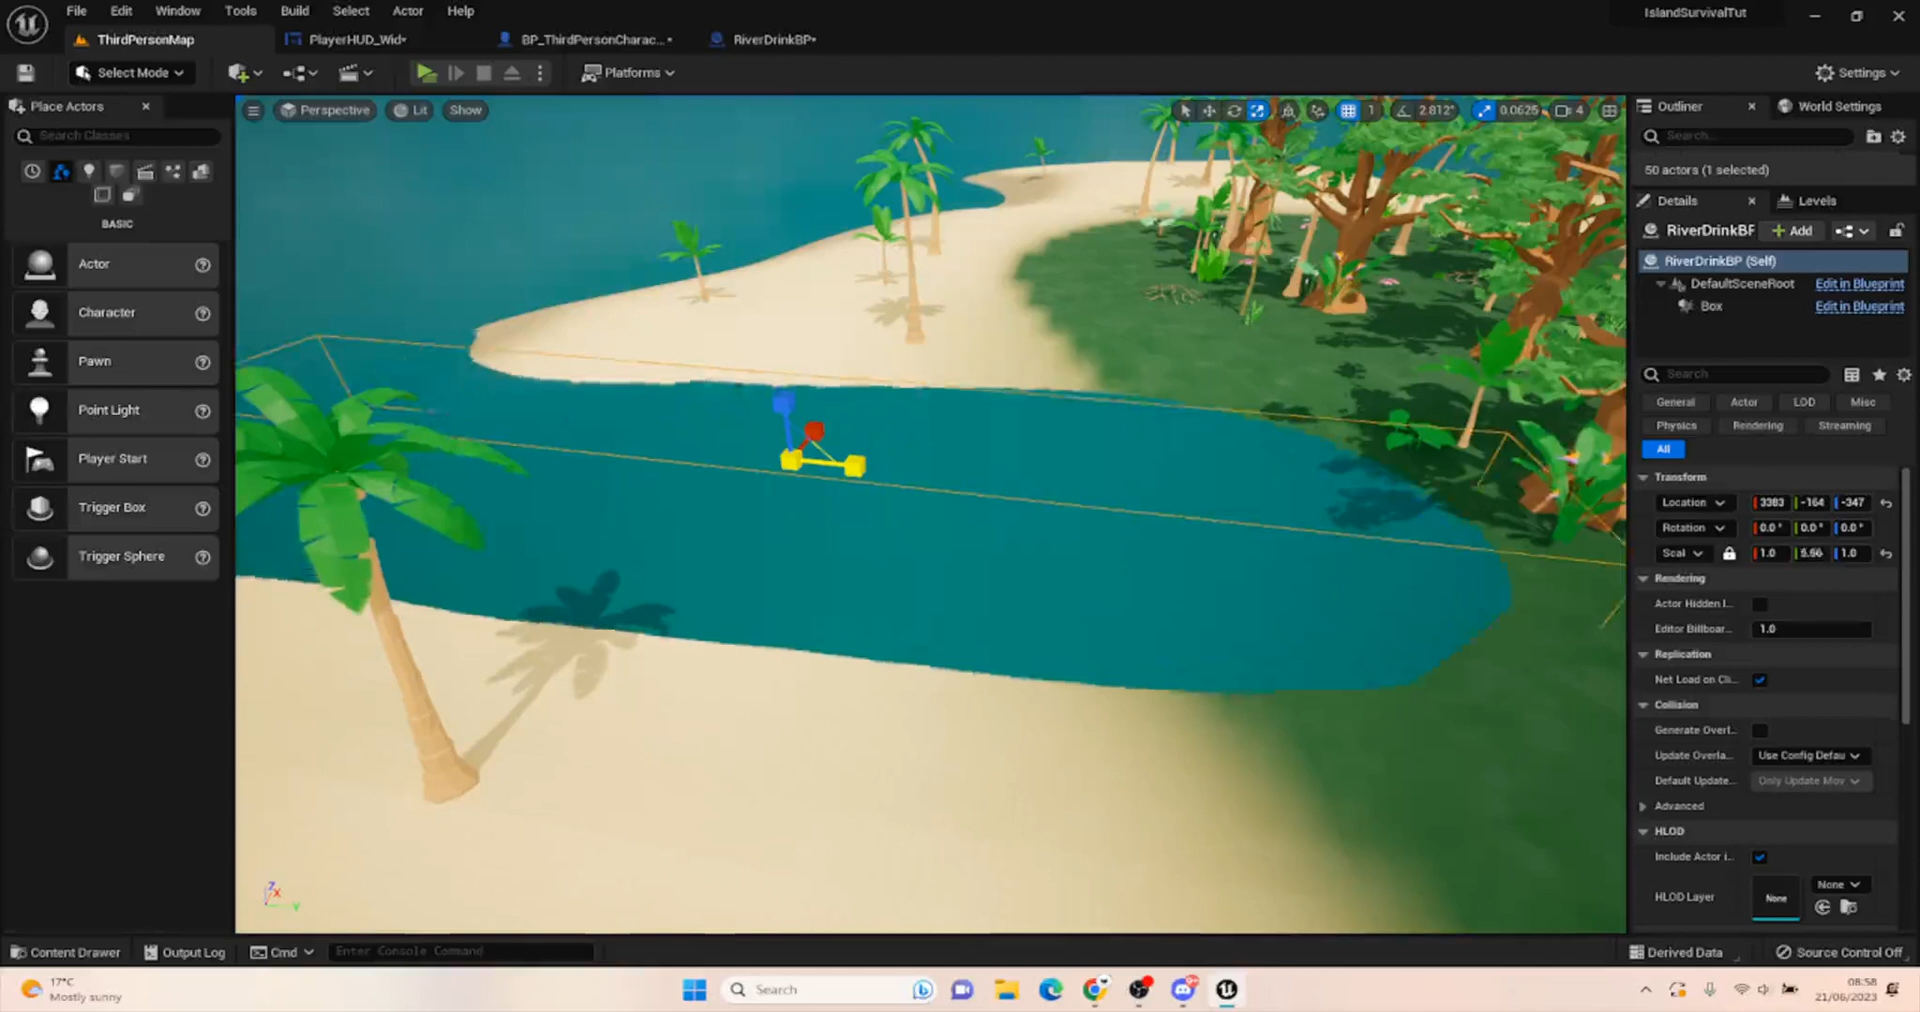 File Edit Window Tools Build Select Actor Help
IslandSurvivalTut
ThirdPersonMap
PlayerHUD_Wid•
BP_ThirdPersonCharac... •
RiverDrinkBP•
Select Mode
Platforms
Settings
Place Actors
Search Classes
BASIC
Actor
Character
Pawn
Point Light
Player Start
Trigger Box
Trigger Sphere
Perspective
Lit
Show
1
2.812°
0.0625
4
Z
X
Y
Outliner
World Settings
Search...
50 actors (1 selected)
Details
Levels
RiverDrinkBP
Add
RiverDrinkBP (Self)
DefaultSceneRoot Edit in Blueprint
Box Edit in Blueprint
Search
General Actor LOD Misc
Physics Rendering Streaming
All
Transform
Location 3383 -164 -347
Rotation 0.0° 0.0° 0.0°
Scal 1.0 5.56 1.0
Rendering
Actor Hidden I...
Editor Billboar... 1.0
Replication
Net Load on Cli...
Collision
Generate Overl...
Update Overla... Use Config Defau
Default Update... Only Update Mov
Advanced
HLOD
Include Actor i...
HLOD Layer None None
Content Drawer
Output Log
Cmd
Enter Console Command
Derived Data
Source Control Off
17°C
Mostly sunny
Search
08:58
21/06/2023